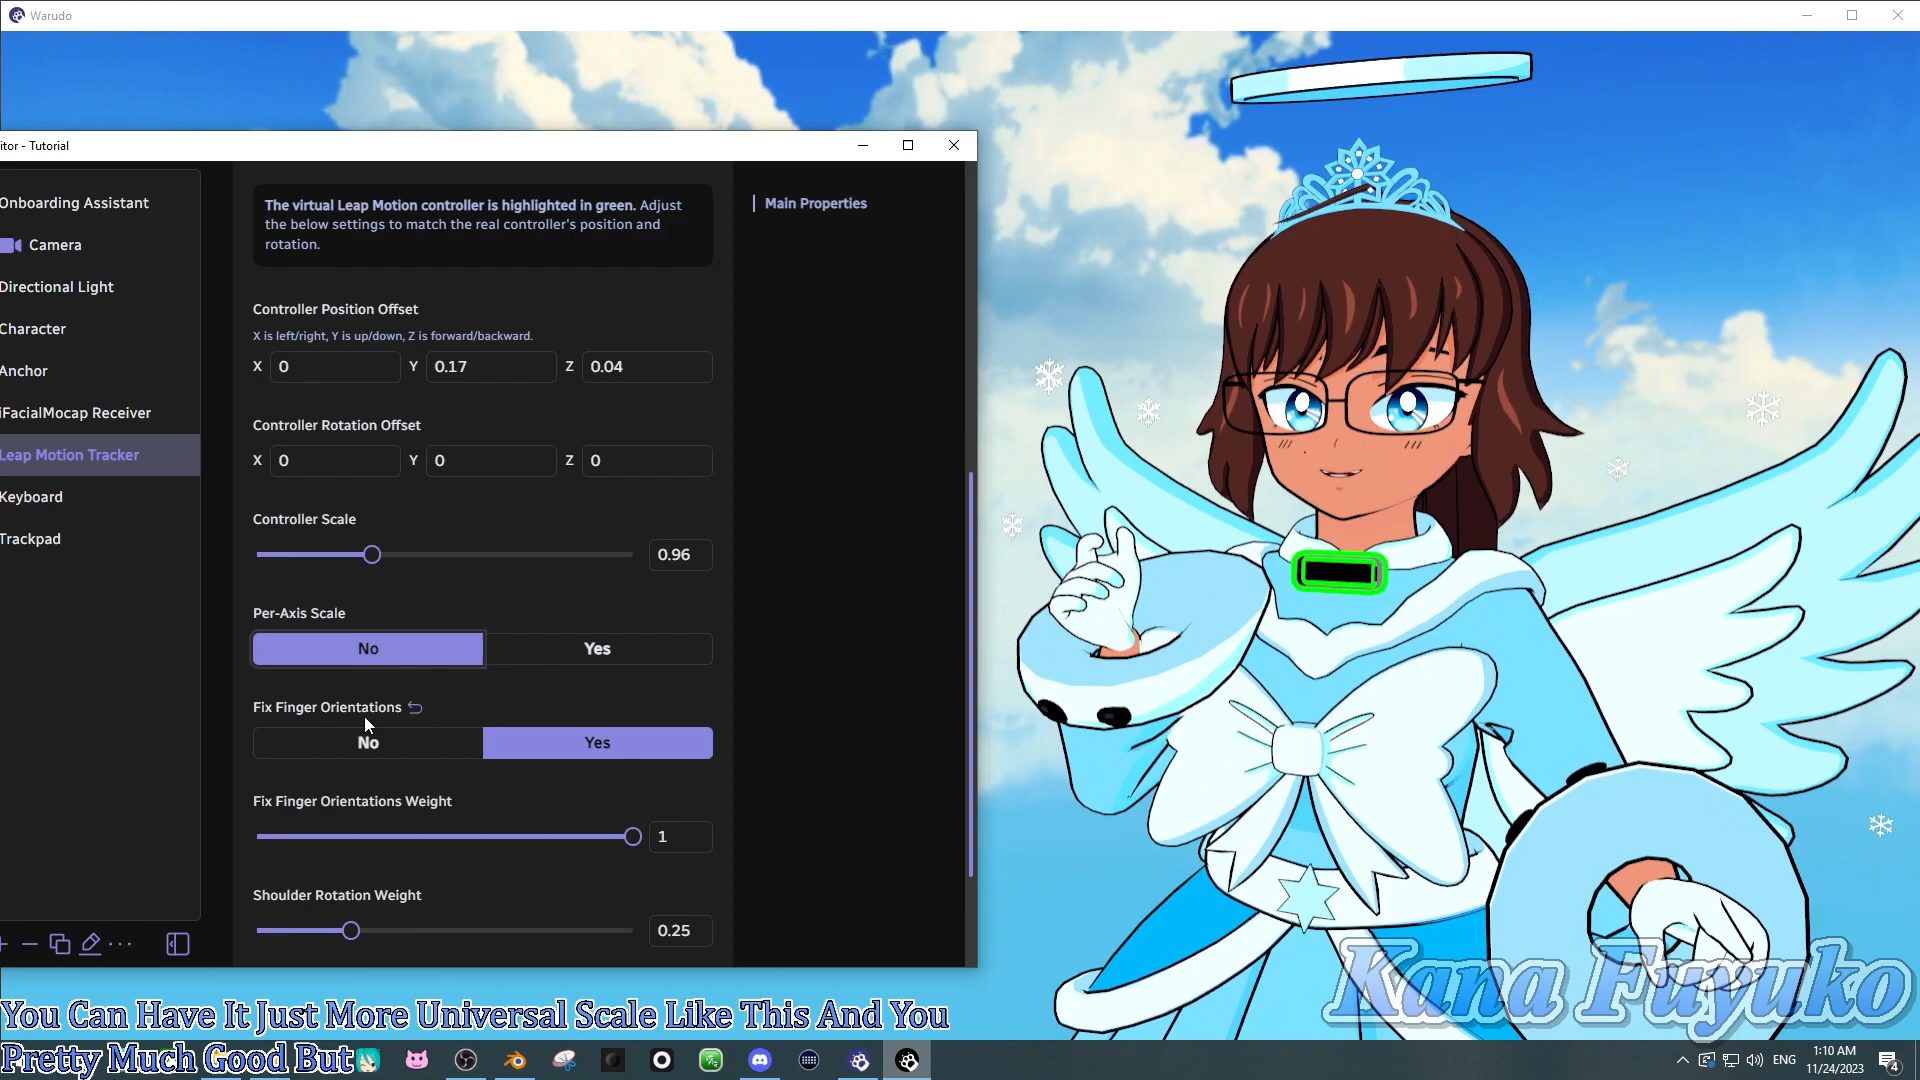 Warudo
itor - Tutorial
Onboarding Assistant
Camera
Directional Light
Character
Anchor
iFacialMocap Receiver
Leap Motion Tracker
Keyboard
Trackpad
The virtual Leap Motion controller is highlighted in green. Adjust
the below settings to match the real controller's position and
rotation.
Controller Position Offset
X is left/right, Y is up/down, Z is forward/backward.
X 0 Y 0.17 Z 0.04
Controller Rotation Offset
X 0 Y 0 Z 0
Controller Scale
0.96
Per-Axis Scale
No Yes
Fix Finger Orientations
No Yes
Fix Finger Orientations Weight
1
Shoulder Rotation Weight
0.25
Main Properties
Kana Fuyuko
You Can Have It Just More Universal Scale Like This And You
Pretty Much Good But
ENG
1:10 AM
11/24/2023
4